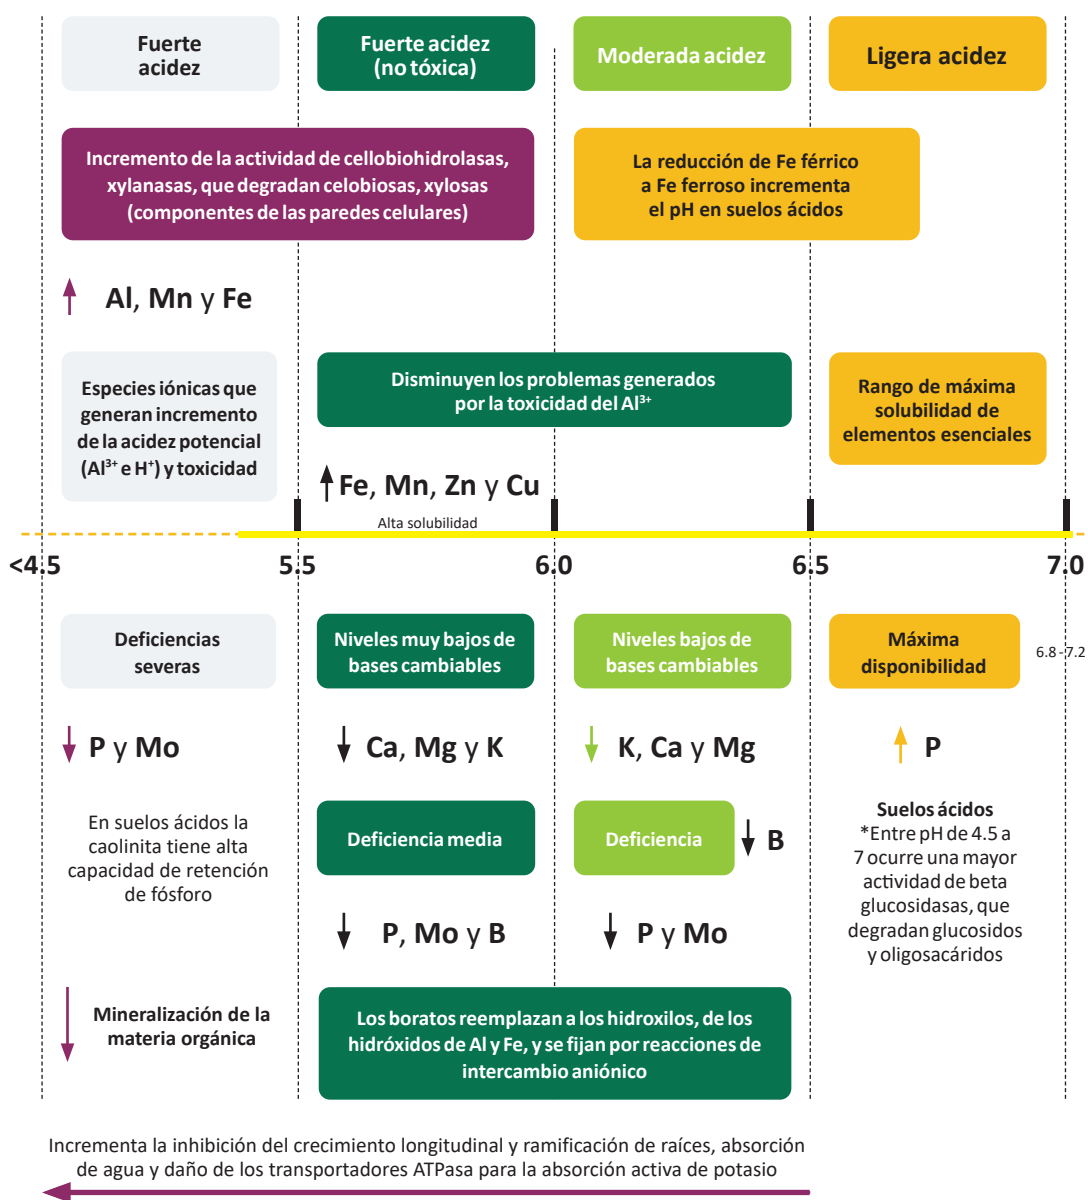 Fuerte
acidez
Fuerte acidez
(no tóxica)
Moderada acidez
Ligera acidez
Incremento de la actividad de cellobiohidrolasas,
xylanasas, que degradan celobiosas, xylosas
(componentes de las paredes celulares)
La reducción de Fe férrico
a Fe ferroso incrementa
el pH en suelos ácidos
Al, Mn y Fe
Especies iónicas que
generan incremento
de la acidez potencial
(Al³⁺ e H⁺) y toxicidad
Disminuyen los problemas generados
por la toxicidad del Al³⁺
Rango de máxima
solubilidad de
elementos esenciales
Fe, Mn, Zn y Cu
Alta solubilidad
<4.5
5.5
6.0
6.5
7.0
Deficiencias
severas
Niveles muy bajos de
bases cambiables
Niveles bajos de
bases cambiables
Máxima
disponibilidad
6.8 -7.2
P y Mo
Ca, Mg y K
K, Ca y Mg
P
En suelos ácidos la
caolinita tiene alta
capacidad de retención
de fósforo
Deficiencia media
Deficiencia
B
Suelos ácidos
*Entre pH de 4.5 a
7 ocurre una mayor
actividad de beta
glucosidasas, que
degradan glucosidos
y oligosacáridos
P, Mo y B
P y Mo
Mineralización de la
materia orgánica
Los boratos reemplazan a los hidroxilos, de los
hidróxidos de Al y Fe, y se fijan por reacciones de
intercambio aniónico
Incrementa la inhibición del crecimiento longitudinal y ramificación de raíces, absorción
de agua y daño de los transportadores ATPasa para la absorción activa de potasio